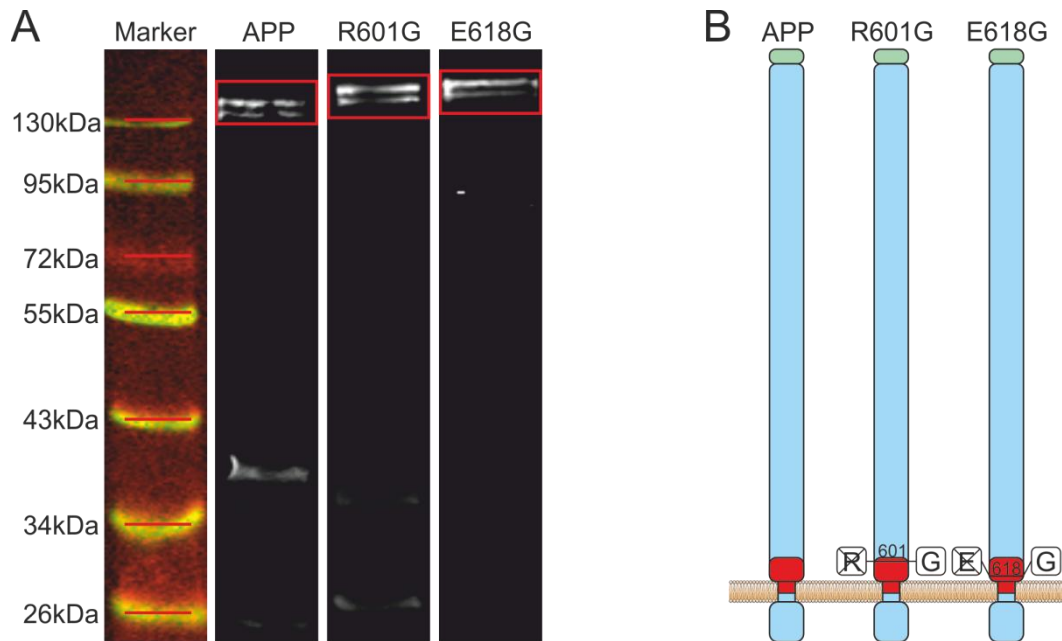 A
Marker APP R601G E618G
130kDa
95kDa
72kDa
55kDa
43kDa
34kDa
26kDa
B
APP R601G E618G
R 601 G E 618 G